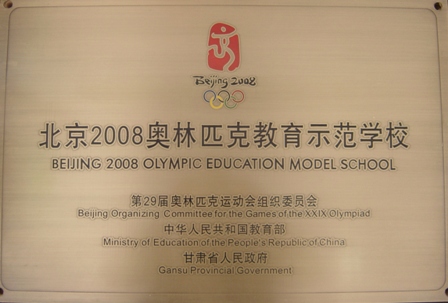 Beijing 2008
北京2008奥林匹克教育示范学校
BEIJING 2008 OLYMPIC EDUCATION MODEL SCHOOL
第29届奥林匹克运动会组织委员会
Beijing Organizing Committee for the Games of the XXIX Olympiad
中华人民共和国教育部
Ministry of Education of the People's Republic of China
甘肃省人民政府
Gansu Provincial Government